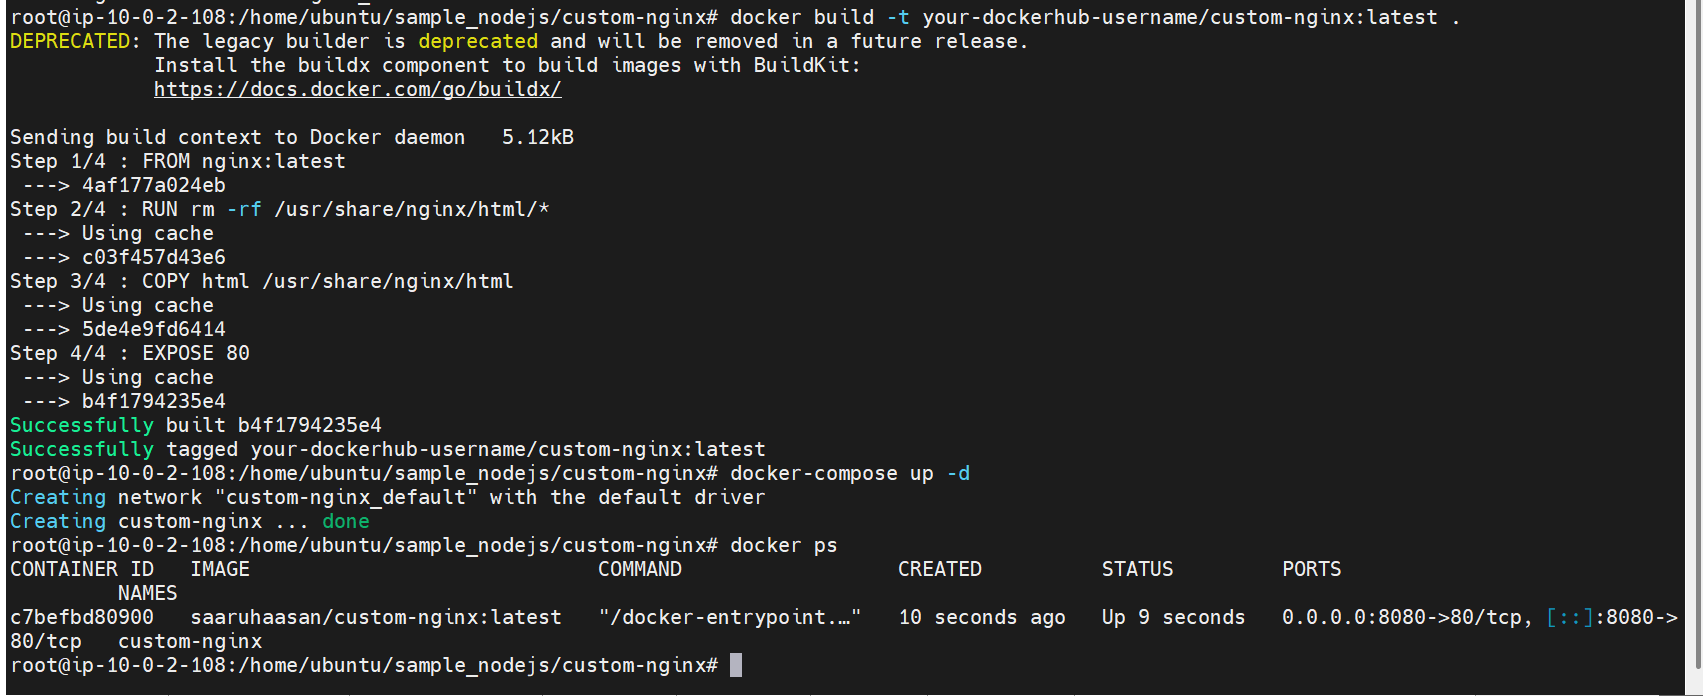 root@ip-10-0-2-108:/home/ubuntu/sample_nodejs/custom-nginx# docker build -t your-dockerhub-username/custom-nginx:latest .
DEPRECATED: The legacy builder is deprecated and will be removed in a future release.
            Install the buildx component to build images with BuildKit:
            https://docs.docker.com/go/buildx/

Sending build context to Docker daemon   5.12kB
Step 1/4 : FROM nginx:latest
 ---> 4af177a024eb
Step 2/4 : RUN rm -rf /usr/share/nginx/html/*
 ---> Using cache
 ---> c03f457d43e6
Step 3/4 : COPY html /usr/share/nginx/html
 ---> Using cache
 ---> 5de4e9fd6414
Step 4/4 : EXPOSE 80
 ---> Using cache
 ---> b4f1794235e4
Successfully built b4f1794235e4
Successfully tagged your-dockerhub-username/custom-nginx:latest
root@ip-10-0-2-108:/home/ubuntu/sample_nodejs/custom-nginx# docker-compose up -d
Creating network "custom-nginx_default" with the default driver
Creating custom-nginx ... done
root@ip-10-0-2-108:/home/ubuntu/sample_nodejs/custom-nginx# docker ps
CONTAINER ID   IMAGE                             COMMAND                  CREATED          STATUS         PORTS
         NAMES
c7befbd80900   saaruhaasan/custom-nginx:latest   "/docker-entrypoint.…"   10 seconds ago   Up 9 seconds   0.0.0.0:8080->80/tcp, [::]:8080->
80/tcp   custom-nginx
root@ip-10-0-2-108:/home/ubuntu/sample_nodejs/custom-nginx#